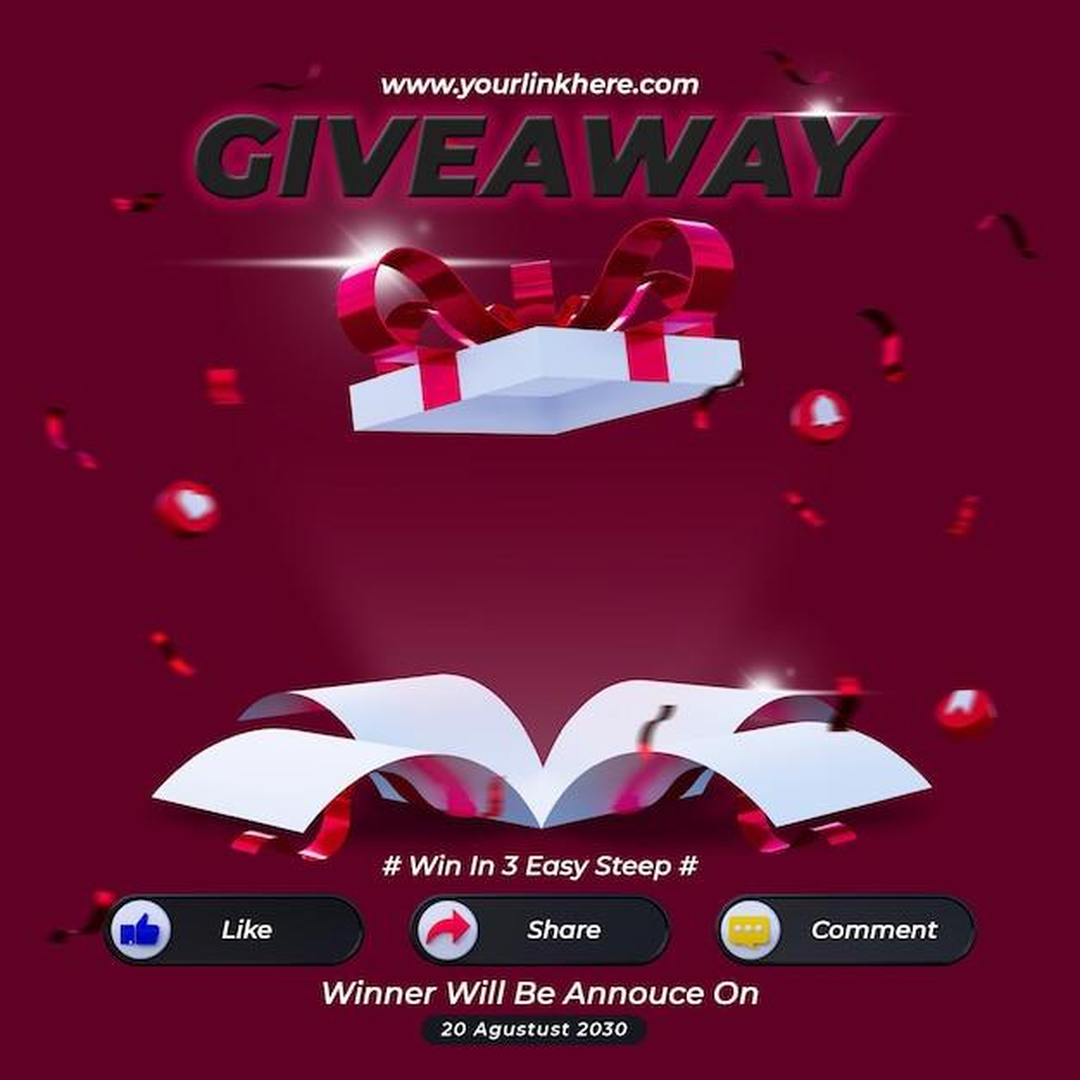 www.yourlinkhere.com
GIVEAWAY
# Win In 3 Easy Steep #
Like
Share
Comment
Winner Will Be Annouce On
20 Agustust 2030